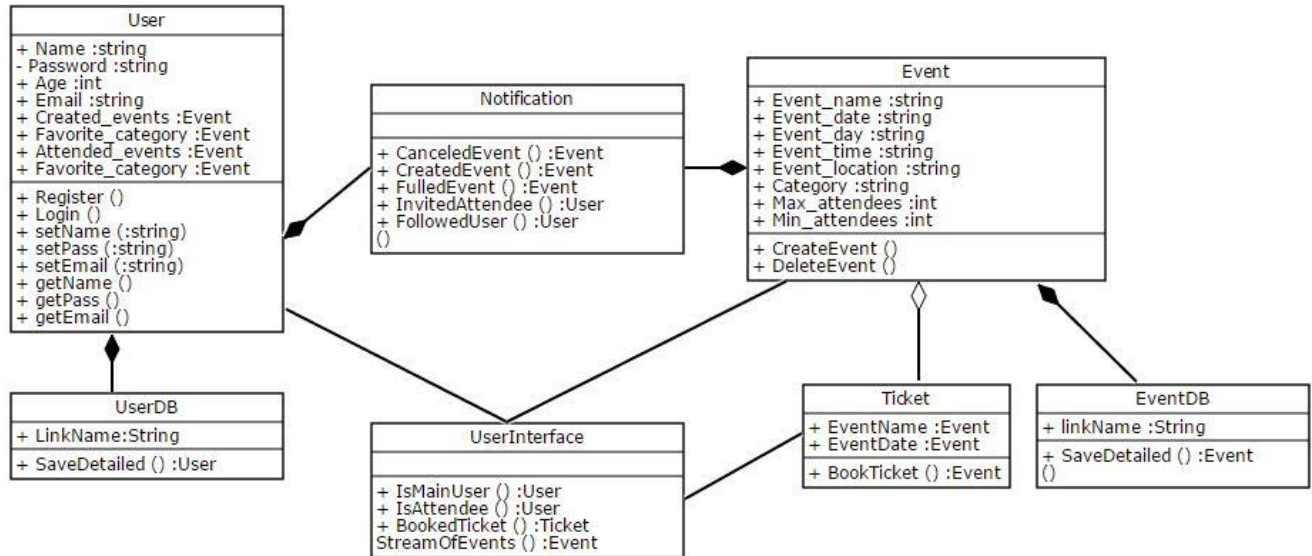 User
+ Name :string
- Password :string
+ Age :int
+ Email :string
+ Created_events :Event
+ Favorite_category :Event
+ Attended_events :Event
+ Favorite_category :Event
+ Register ()
+ Login ()
+ setName (:string)
+ setPass (:string)
+ setEmail (:string)
+ getName ()
+ getPass ()
+ getEmail ()
Notification
+ CanceledEvent () :Event
+ CreatedEvent () :Event
+ FulledEvent () :Event
+ InvitedAttendee () :User
+ FollowedUser () :User
()
Event
+ Event_name :string
+ Event_date :string
+ Event_day :string
+ Event_time :string
+ Event_location :string
+ Category :string
+ Max_attendees :int
+ Min_attendees :int
+ CreateEvent ()
+ DeleteEvent ()
UserDB
+ LinkName:String
+ SaveDetailed () :User
UserInterface
+ IsMainUser () :User
+ IsAttendee () :User
+ BookedTicket () :Ticket
StreamOfEvents () :Event
Ticket
+ EventName :Event
+ EventDate :Event
+ BookTicket () :Event
EventDB
+ linkName :String
+ SaveDetailed () :Event
()